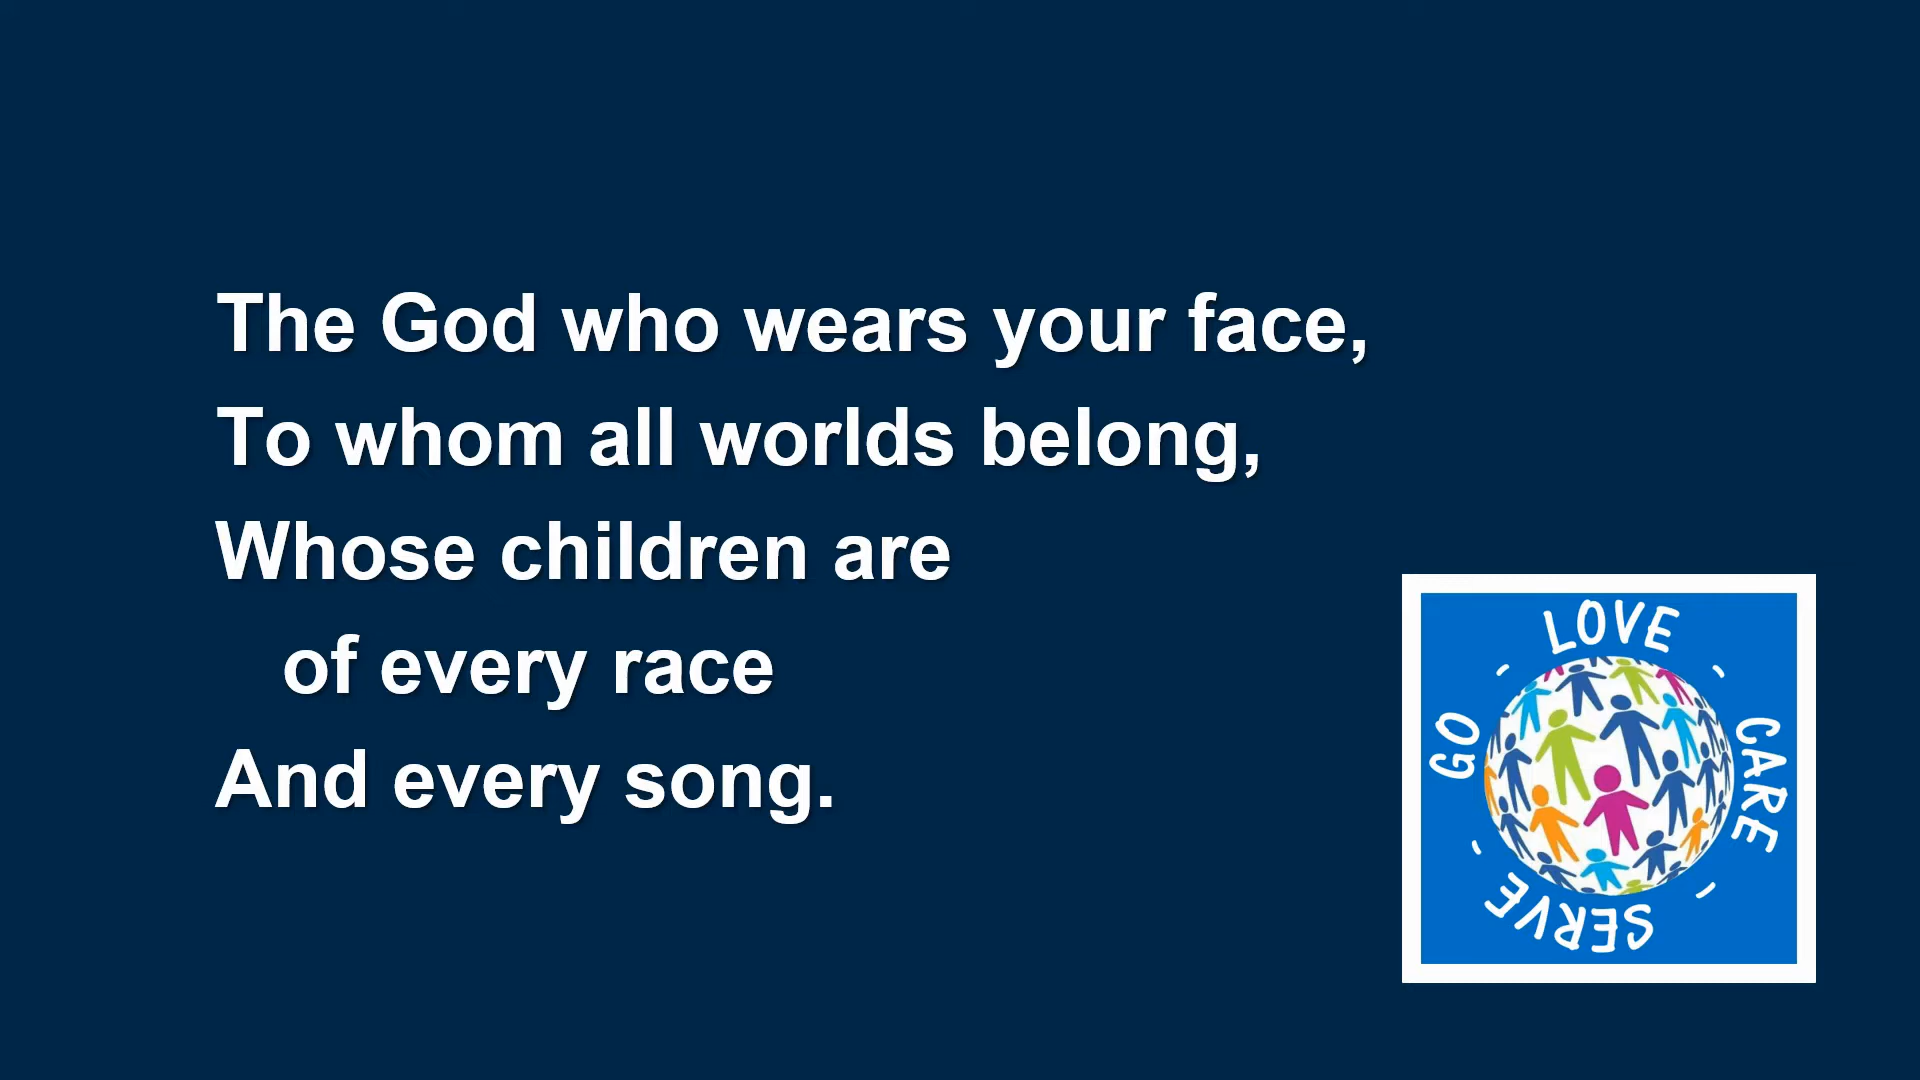 The God who wears your face,
To whom all worlds belong,
Whose children are
of every race
And every song.
LOVE
CARE
SERVE
GO